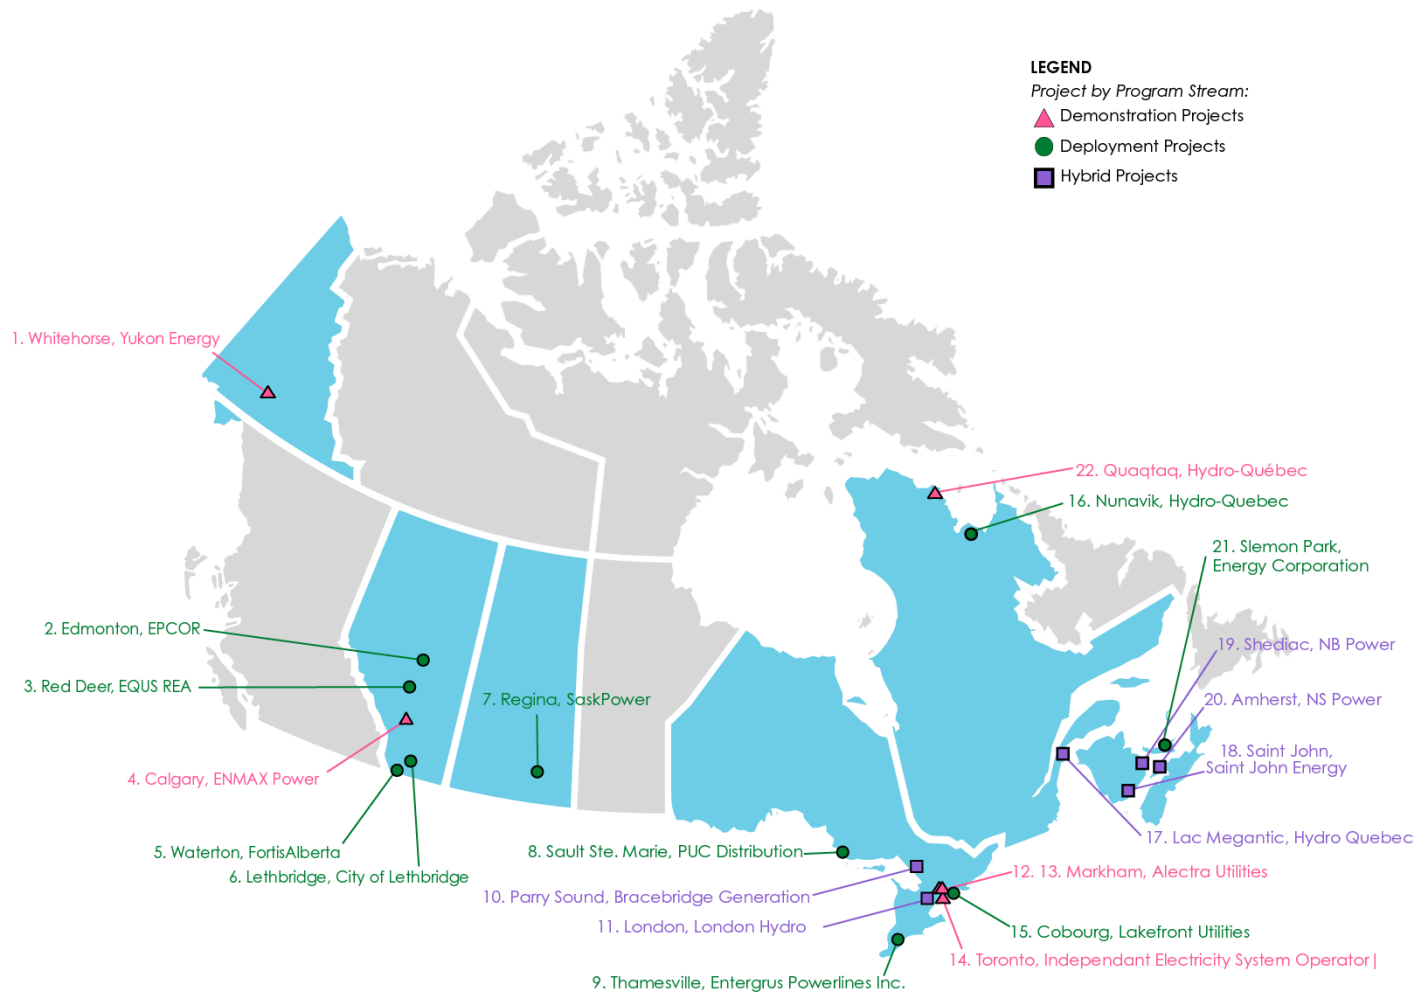 LEGEND
Project by Program Stream:
Demonstration Projects
Deployment Projects
Hybrid Projects
1. Whitehorse, Yukon Energy
22. Quaqtaq, Hydro-Québec
16. Nunavik, Hydro-Quebec
21. Slemon Park,
Energy Corporation
2. Edmonton, EPCOR
19. Shediac, NB Power
3. Red Deer, EQUS REA
7. Regina, SaskPower
20. Amherst, NS Power
18. Saint John,
Saint John Energy
4. Calgary, ENMAX Power
17. Lac Megantic, Hydro Quebec
5. Waterton, FortisAlberta
8. Sault Ste. Marie, PUC Distribution
6. Lethbridge, City of Lethbridge
12. 13. Markham, Alectra Utilities
10. Parry Sound, Bracebridge Generation
11. London, London Hydro
15. Cobourg, Lakefront Utilities
14. Toronto, Independant Electricity System Operator|
9. Thamesville, Entergrus Powerlines Inc.